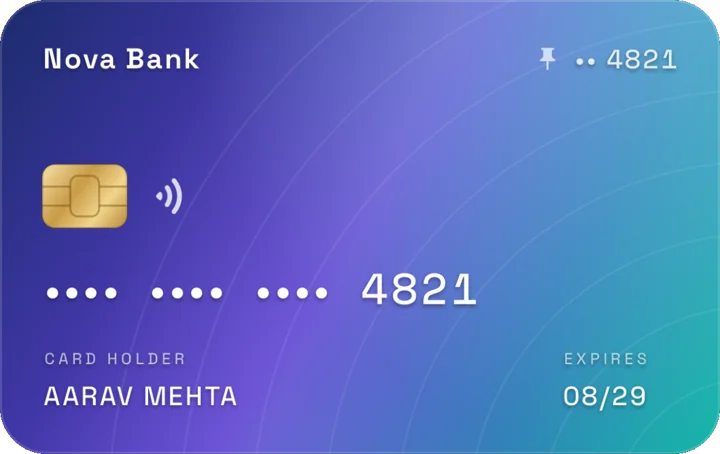 Nova Bank
•• 4821
•••• •••• •••• 4821
CARD HOLDER
EXPIRES
AARAV MEHTA
08/29